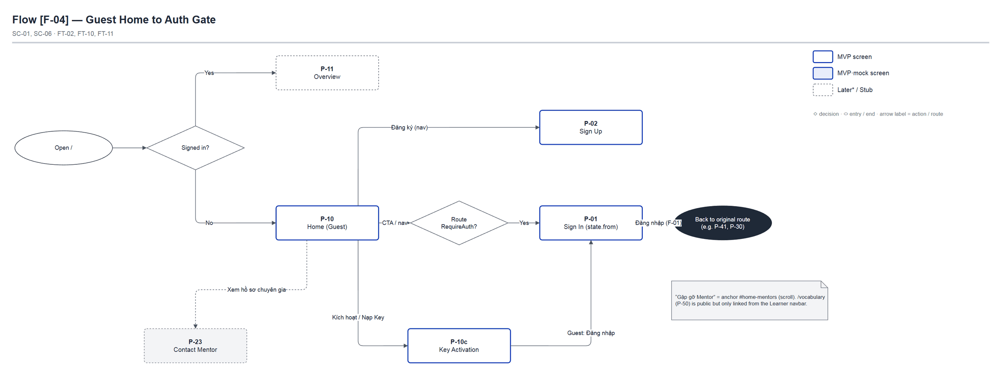 Flow [F-04] — Guest Home to Auth Gate
SC-01, SC-06 · FT-02, FT-10, FT-11
MVP screen
MVP·mock screen
Later* / Stub
decision · entry / end · arrow label = action / route
P-11
Overview
Yes
P-02
Sign Up
Đăng ký (nav)
Open /
Signed in?
No
P-10
Home (Guest)
CTA / nav
Route
RequireAuth?
Yes
P-01
Sign In (state.from)
Đăng nhập (F-01)
Back to original route
(e.g. P-41, P-30)
Xem hồ sơ chuyên gia
“Gặp gỡ Mentor” = anchor #home-mentors (scroll). /vocabulary
(P-50) is public but only linked from the Learner navbar.
Kích hoạt / Nạp Key
Guest: Đăng nhập
P-23
Contact Mentor
P-10c
Key Activation